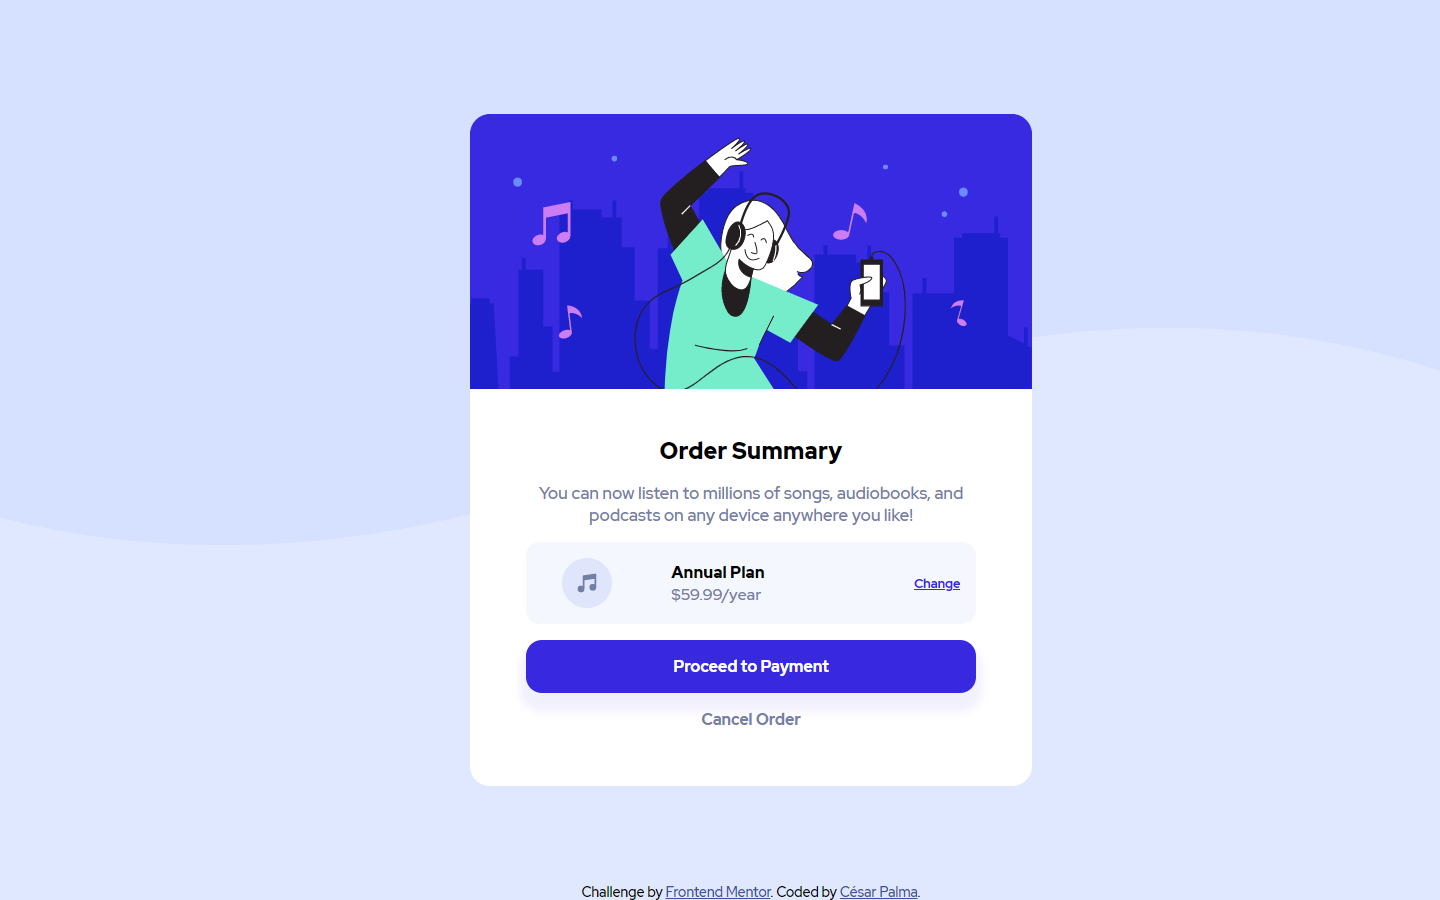 Order Summary
You can now listen to millions of songs, audiobooks, and
podcasts on any device anywhere you like!
Annual Plan
$59.99/year
Change
Proceed to Payment
Cancel Order
Challenge by Frontend Mentor. Coded by César Palma.